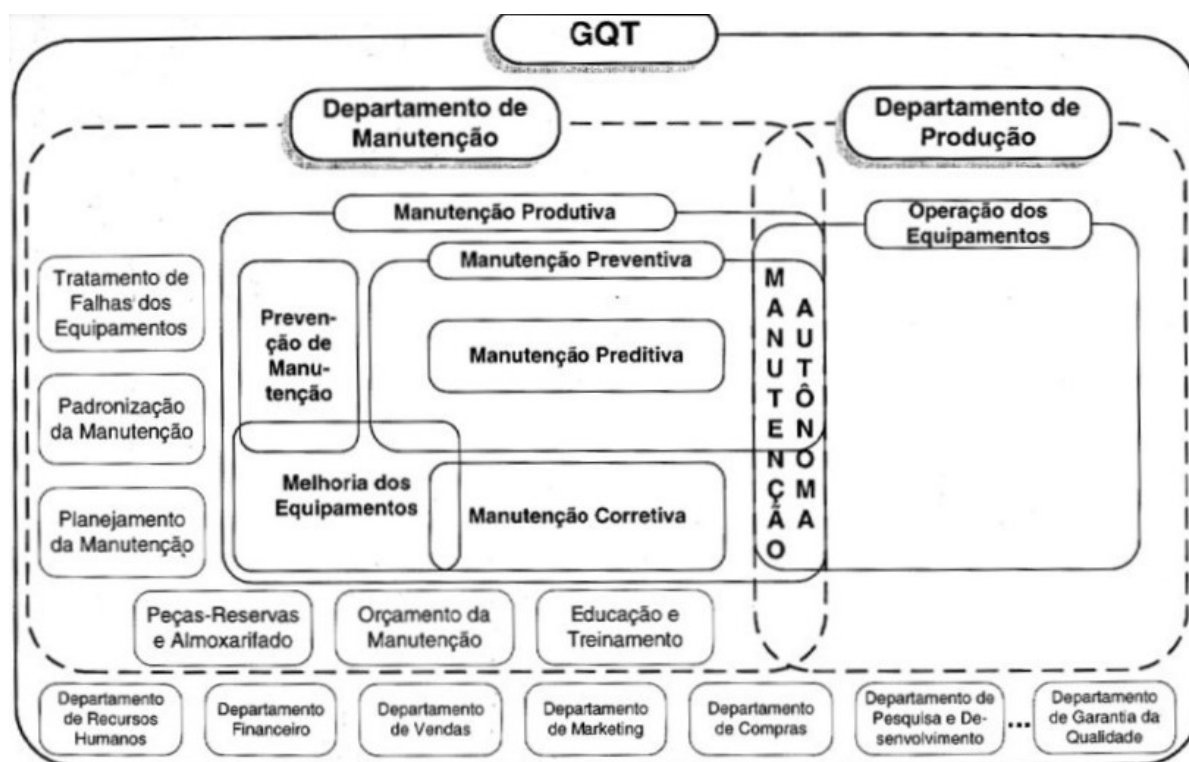 GQT
Departamento de
Manutenção
Departamento de
Produção
Manutenção Produtiva
Operação dos
Equipamentos
Manutenção Preventiva
Tratamento de
Falhas dos
Equipamentos
Preven-
ção de
Manu-
tenção
Manutenção Preditiva
MANUTENÇÃO
AUTÔNOMA
Padronização
da Manutenção
Melhoria dos
Equipamentos
Manutenção Corretiva
Planejamento
da Manutenção
Peças-Reservas
e Almoxarifado
Orçamento da
Manutenção
Educação e
Treinamento
Departamento
de Recursos
Humanos
Departamento
Financeiro
Departamento
de Vendas
Departamento
de Marketing
Departamento
de Compras
Departamento de
Pesquisa e De-
senvolvimento
...
Departamento
de Garantia da
Qualidade